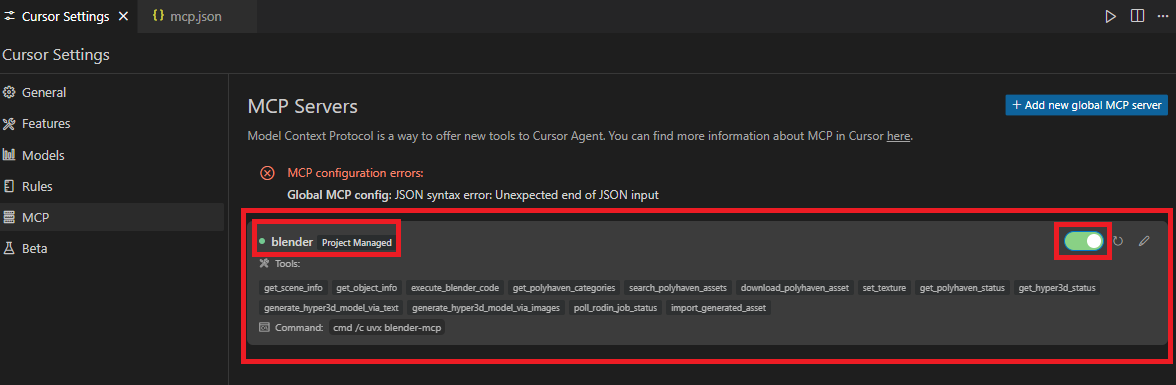 Cursor Settings
mcp.json
Cursor Settings
General
Features
Models
Rules
MCP
Beta
MCP Servers
+ Add new global MCP server
Model Context Protocol is a way to offer new tools to Cursor Agent. You can find more information about MCP in Cursor here.
MCP configuration errors:
Global MCP config: JSON syntax error: Unexpected end of JSON input
blender Project Managed
Tools:
get_scene_info get_object_info execute_blender_code get_polyhaven_categories search_polyhaven_assets download_polyhaven_asset set_texture get_polyhaven_status get_hyper3d_status
generate_hyper3d_model_via_text generate_hyper3d_model_via_images poll_rodin_job_status import_generated_asset
Command: cmd /c uvx blender-mcp